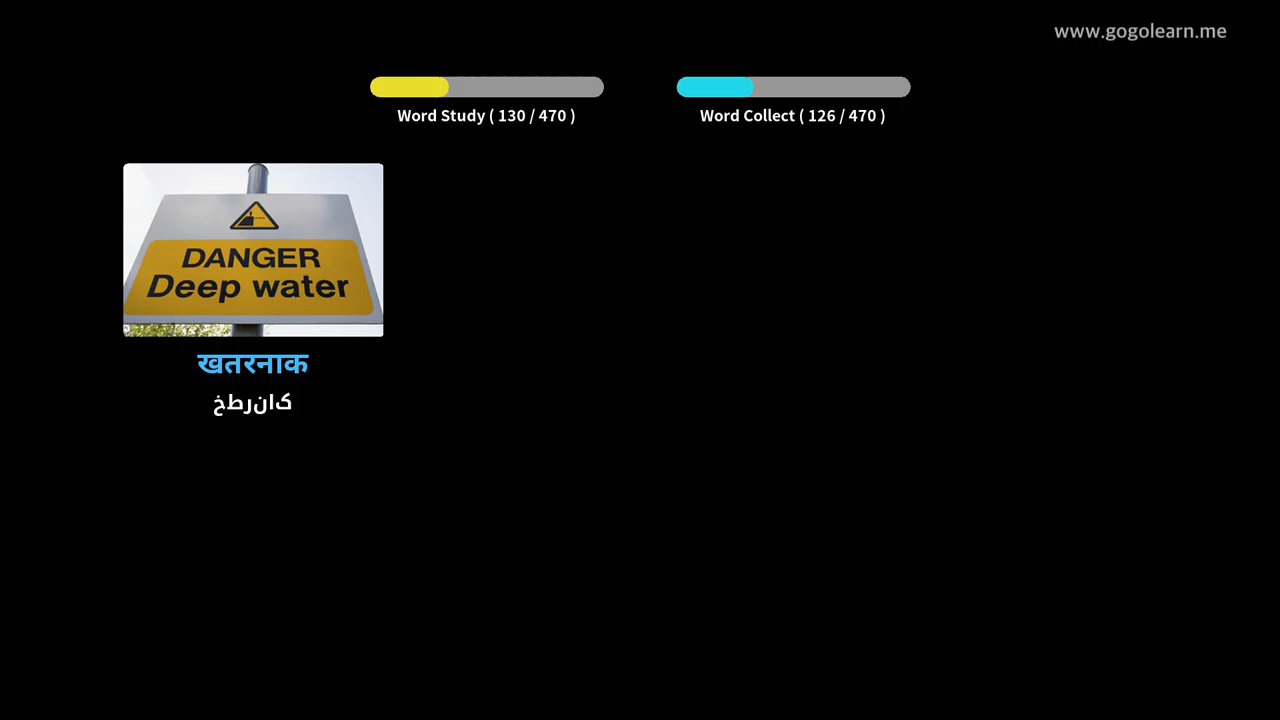 www.gogolearn.me
Word Study ( 130 / 470 )
Word Collect ( 126 / 470 )
DANGER
Deep water
खतरनाक
کانرطخ